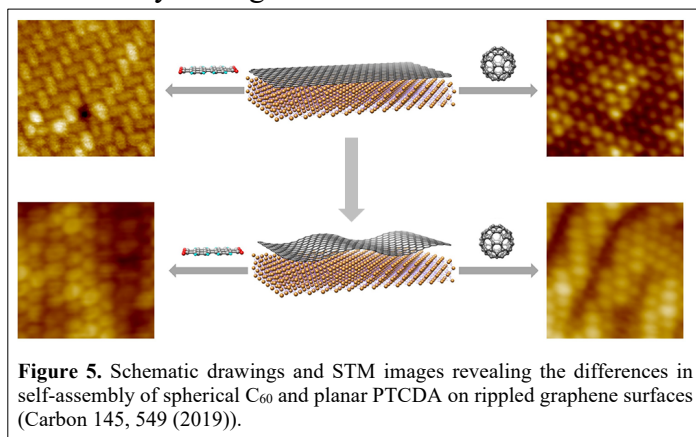 Figure 5. Schematic drawings and STM images revealing the differences in
self-assembly of spherical C₆₀ and planar PTCDA on rippled graphene surfaces
(Carbon 145, 549 (2019)).